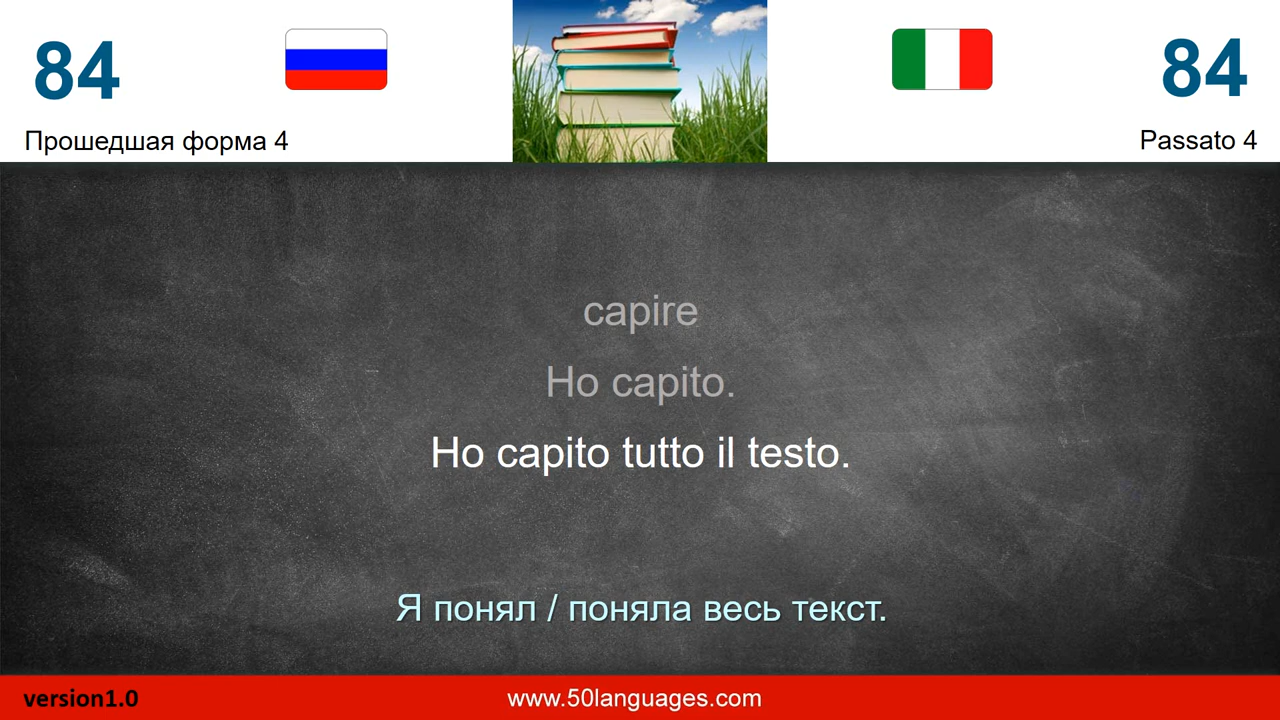 84
84
Прошедшая форма 4
Passato 4
capire
Ho capito.
Ho capito tutto il testo.
Я понял / поняла весь текст.
version1.0
www.50languages.com